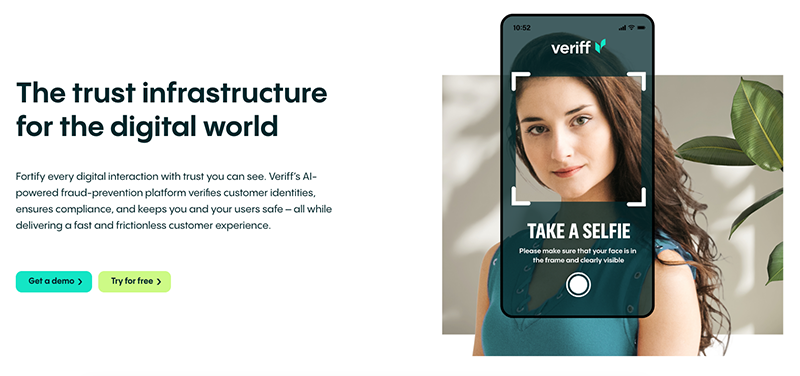 The trust infrastructure
for the digital world
Fortify every digital interaction with trust you can see. Veriff's AI-
powered fraud-prevention platform verifies customer identities,
ensures compliance, and keeps you and your users safe – all while
delivering a fast and frictionless customer experience.
Get a demo
Try for free
10:52
veriff
TAKE A SELFIE
Please make sure that your face is in
the frame and clearly visible